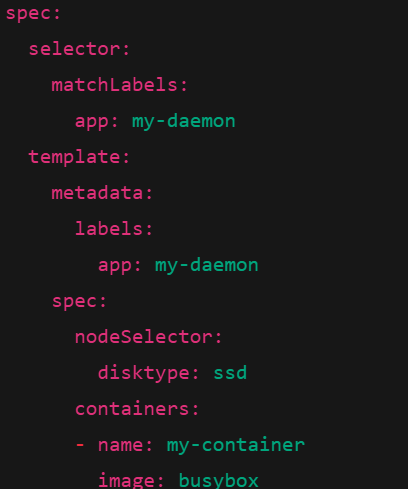 spec:
  selector:
    matchLabels:
      app: my-daemon
  template:
    metadata:
      labels:
        app: my-daemon
    spec:
      nodeSelector:
        disktype: ssd
      containers:
      - name: my-container
        image: busybox